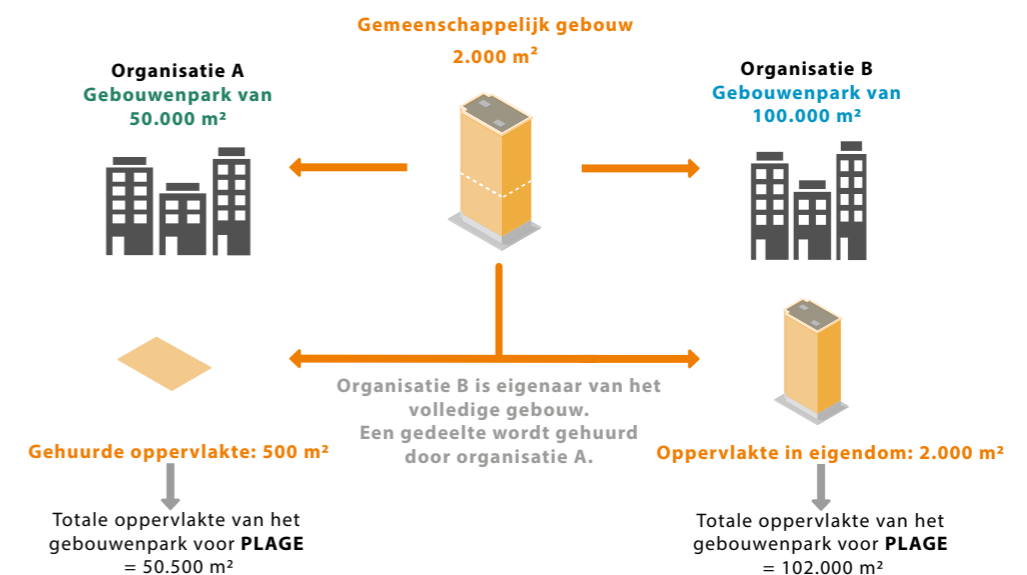 Gemeenschappelijk gebouw
2.000 m²
Organisatie A
Gebouwenpark van
50.000 m²
Organisatie B
Gebouwenpark van
100.000 m²
Organisatie B is eigenaar van het
volledige gebouw.
Een gedeelte wordt gehuurd
door organisatie A.
Gehuurde oppervlakte: 500 m²
Oppervlakte in eigendom: 2.000 m²
Totale oppervlakte van het
gebouwenpark voor PLAGE
= 50.500 m²
Totale oppervlakte van het
gebouwenpark voor PLAGE
= 102.000 m²